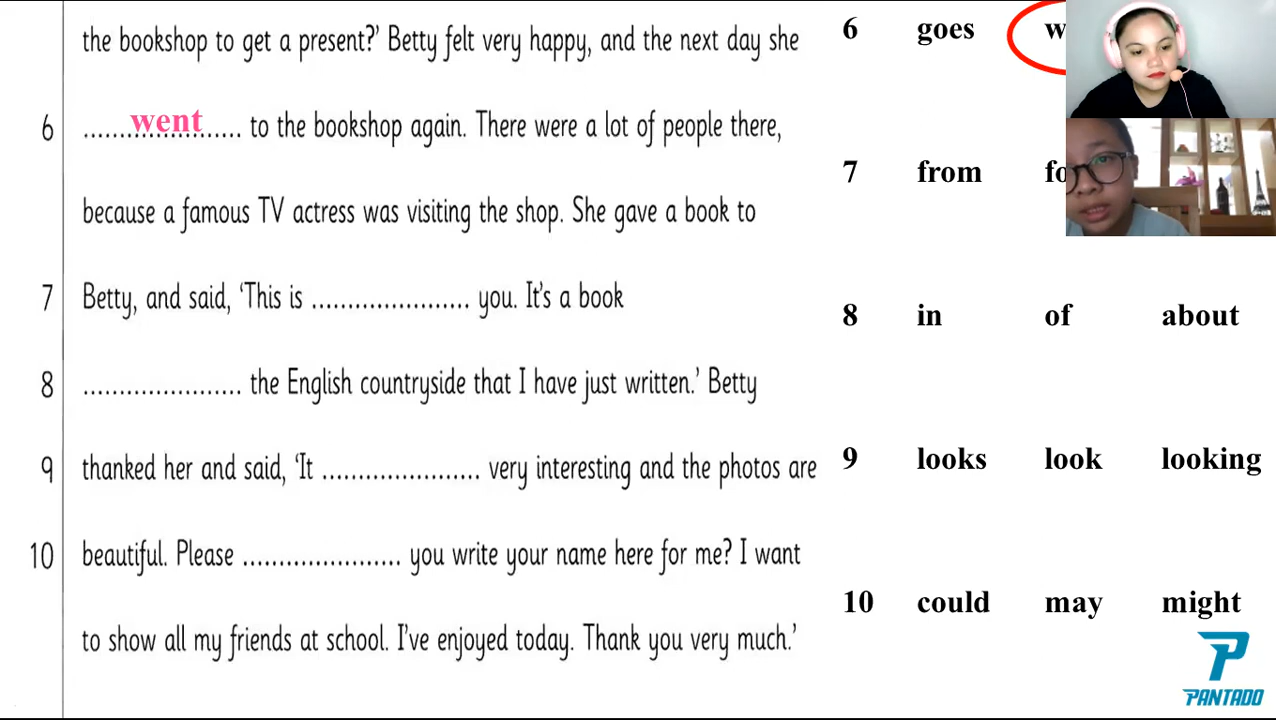 the bookshop to get a present?' Betty felt very happy, and the next day she
6 .....went..... to the bookshop again. There were a lot of people there,
because a famous TV actress was visiting the shop. She gave a book to
7 Betty, and said, 'This is ...................... you. It's a book
8 ...................... the English countryside that I have just written.' Betty
9 thanked her and said, 'It ...................... very interesting and the photos are
10 beautiful. Please ...................... you write your name here for me? I want
to show all my friends at school. I've enjoyed today. Thank you very much.'
6 goes
7 from
8 in of about
9 looks look looking
10 could may might
PANTADO